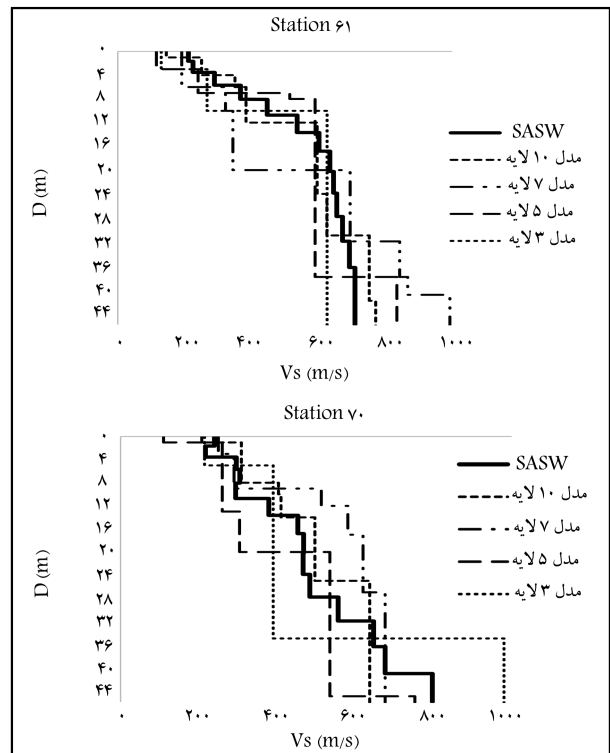 Station ۶۱
۰
۴
۸
۱۲
۱۶
۲۰
۲۴
۲۸
۳۲
۳۶
۴۰
۴۴
D (m)
۰ ۲۰۰ ۴۰۰ ۶۰۰ ۸۰۰ ۱۰۰۰
Vs (m/s)
SASW
مدل ۱۰ لایه
مدل ۷ لایه
مدل ۵ لایه
مدل ۳ لایه
Station ۷۰
۰
۴
۸
۱۲
۱۶
۲۰
۲۴
۲۸
۳۲
۳۶
۴۰
۴۴
D (m)
۰ ۲۰۰ ۴۰۰ ۶۰۰ ۸۰۰ ۱۰۰۰
Vs (m/s)
SASW
مدل ۱۰ لایه
مدل ۷ لایه
مدل ۵ لایه
مدل ۳ لایه